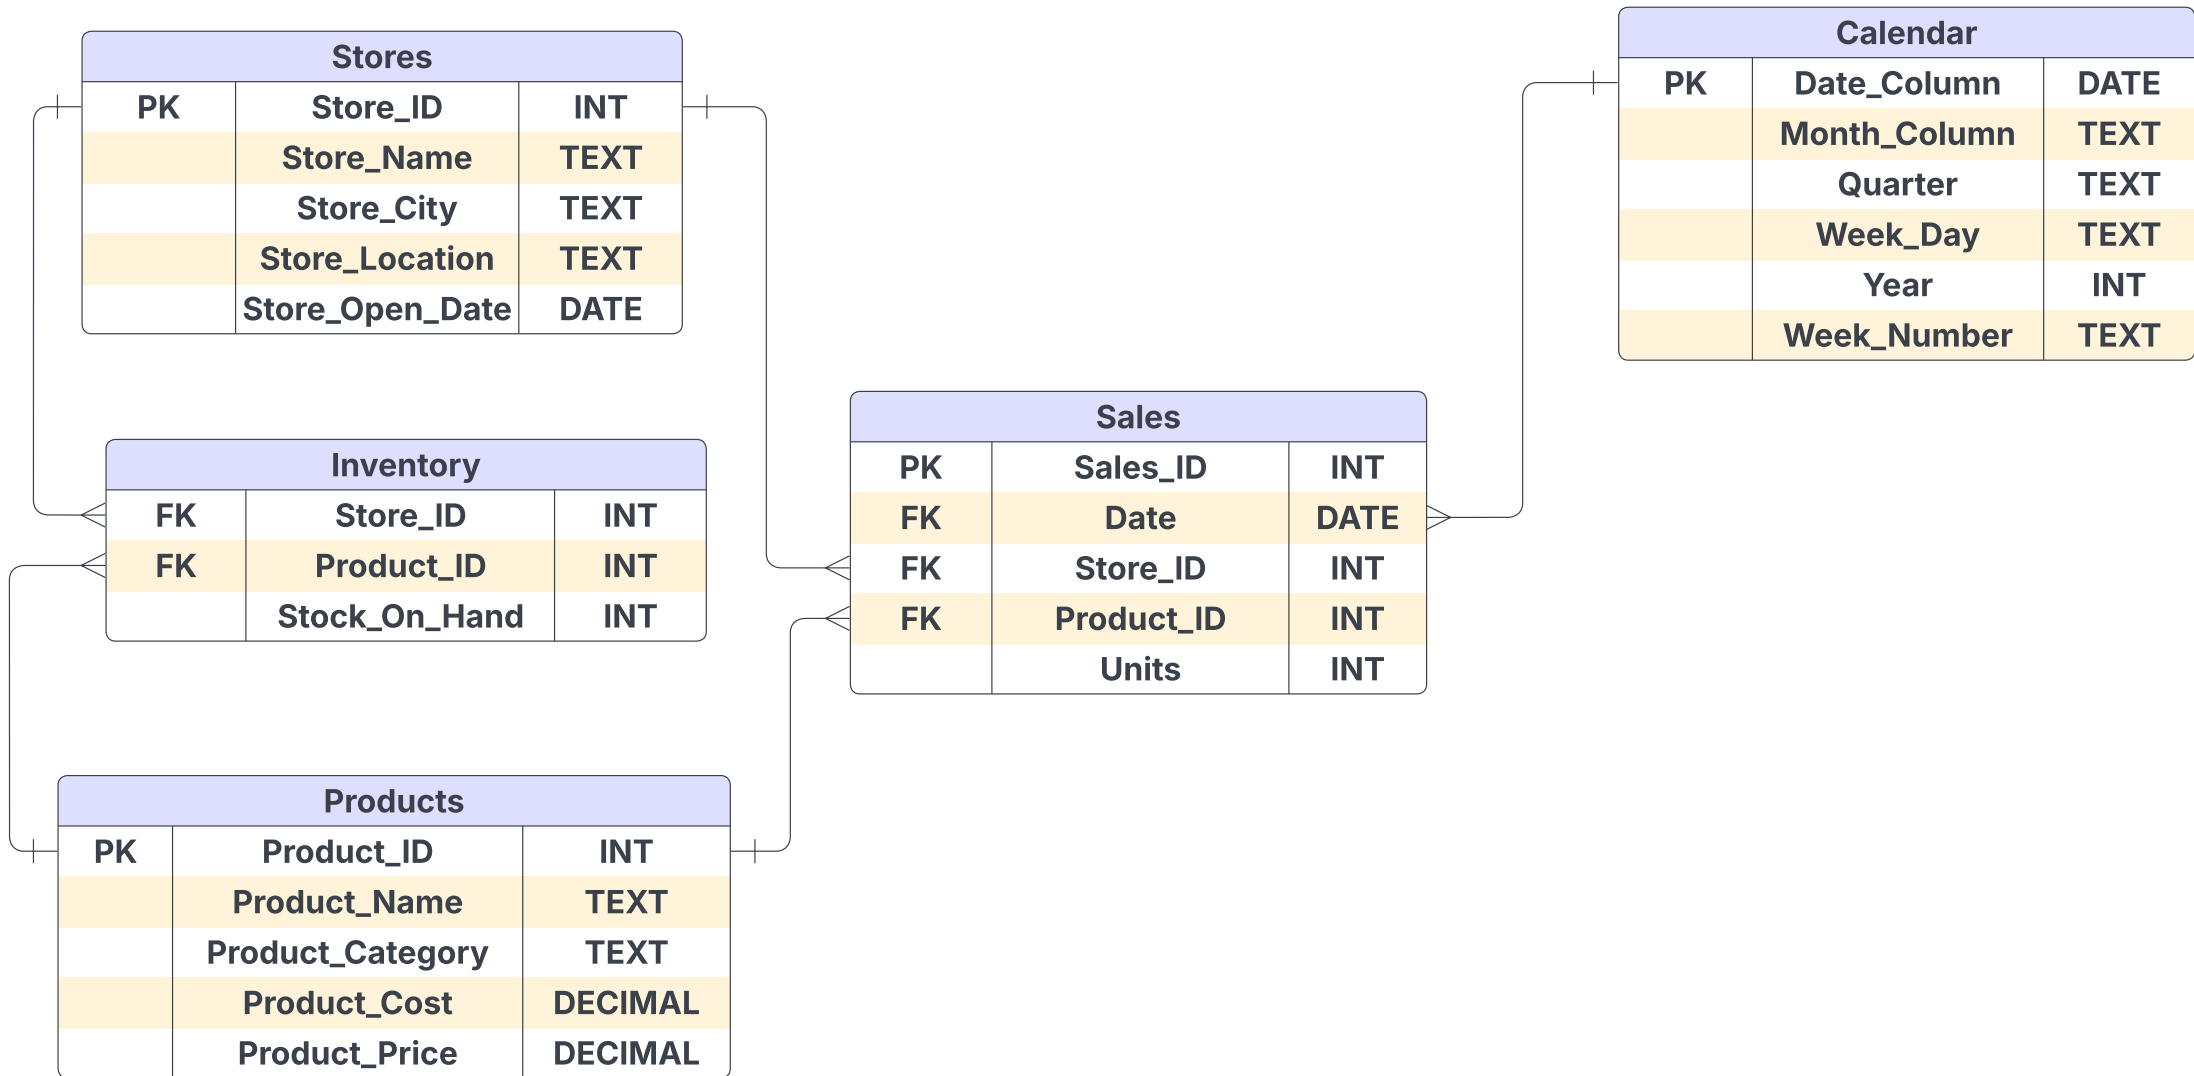 Stores
PK Store_ID INT
Store_Name TEXT
Store_City TEXT
Store_Location TEXT
Store_Open_Date DATE
Calendar
PK Date_Column DATE
Month_Column TEXT
Quarter TEXT
Week_Day TEXT
Year INT
Week_Number TEXT
Inventory
FK Store_ID INT
FK Product_ID INT
Stock_On_Hand INT
Sales
PK Sales_ID INT
FK Date DATE
FK Store_ID INT
FK Product_ID INT
Units INT
Products
PK Product_ID INT
Product_Name TEXT
Product_Category TEXT
Product_Cost DECIMAL
Product_Price DECIMAL